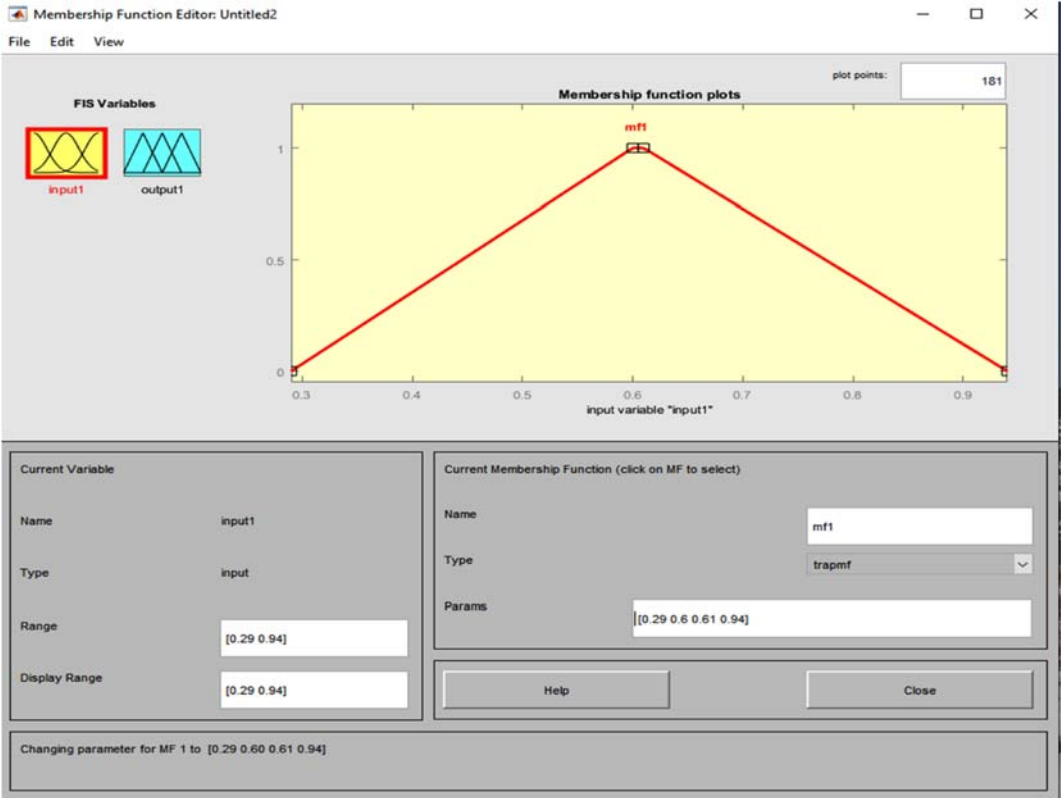 Membership Function Editor: Untitled2
File Edit View
plot points:
181
FIS Variables
Membership function plots
input1
output1
mf1
1
0.5
0
0.3 0.4 0.5 0.6 0.7 0.8 0.9
input variable "input1"
Current Variable
Name input1
Type input
Range [0.29 0.94]
Display Range [0.29 0.94]
Current Membership Function (click on MF to select)
Name mf1
Type trapmf
Params [0.29 0.6 0.61 0.94]
Help Close
Changing parameter for MF 1 to [0.29 0.60 0.61 0.94]